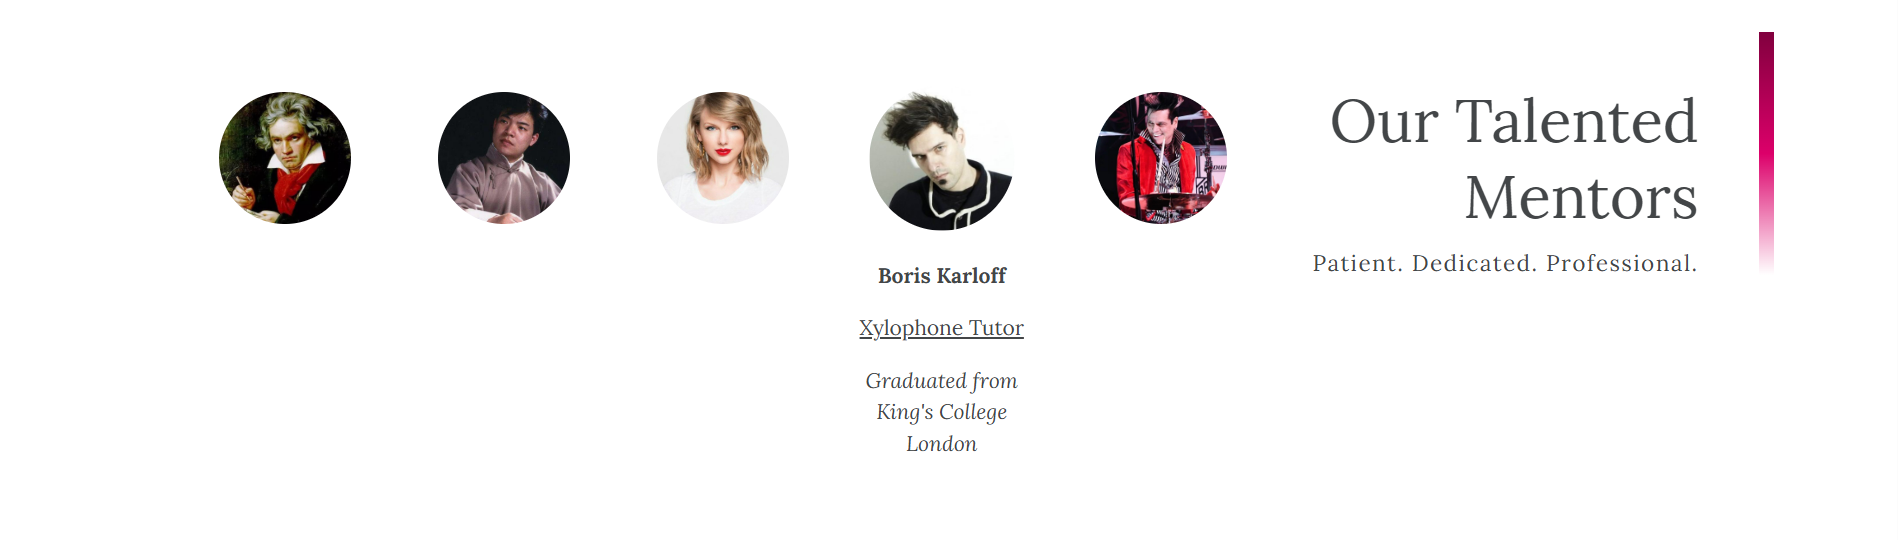 Our Talented
Mentors
Patient. Dedicated. Professional.
Boris Karloff
Xylophone Tutor
Graduated from
King's College
London